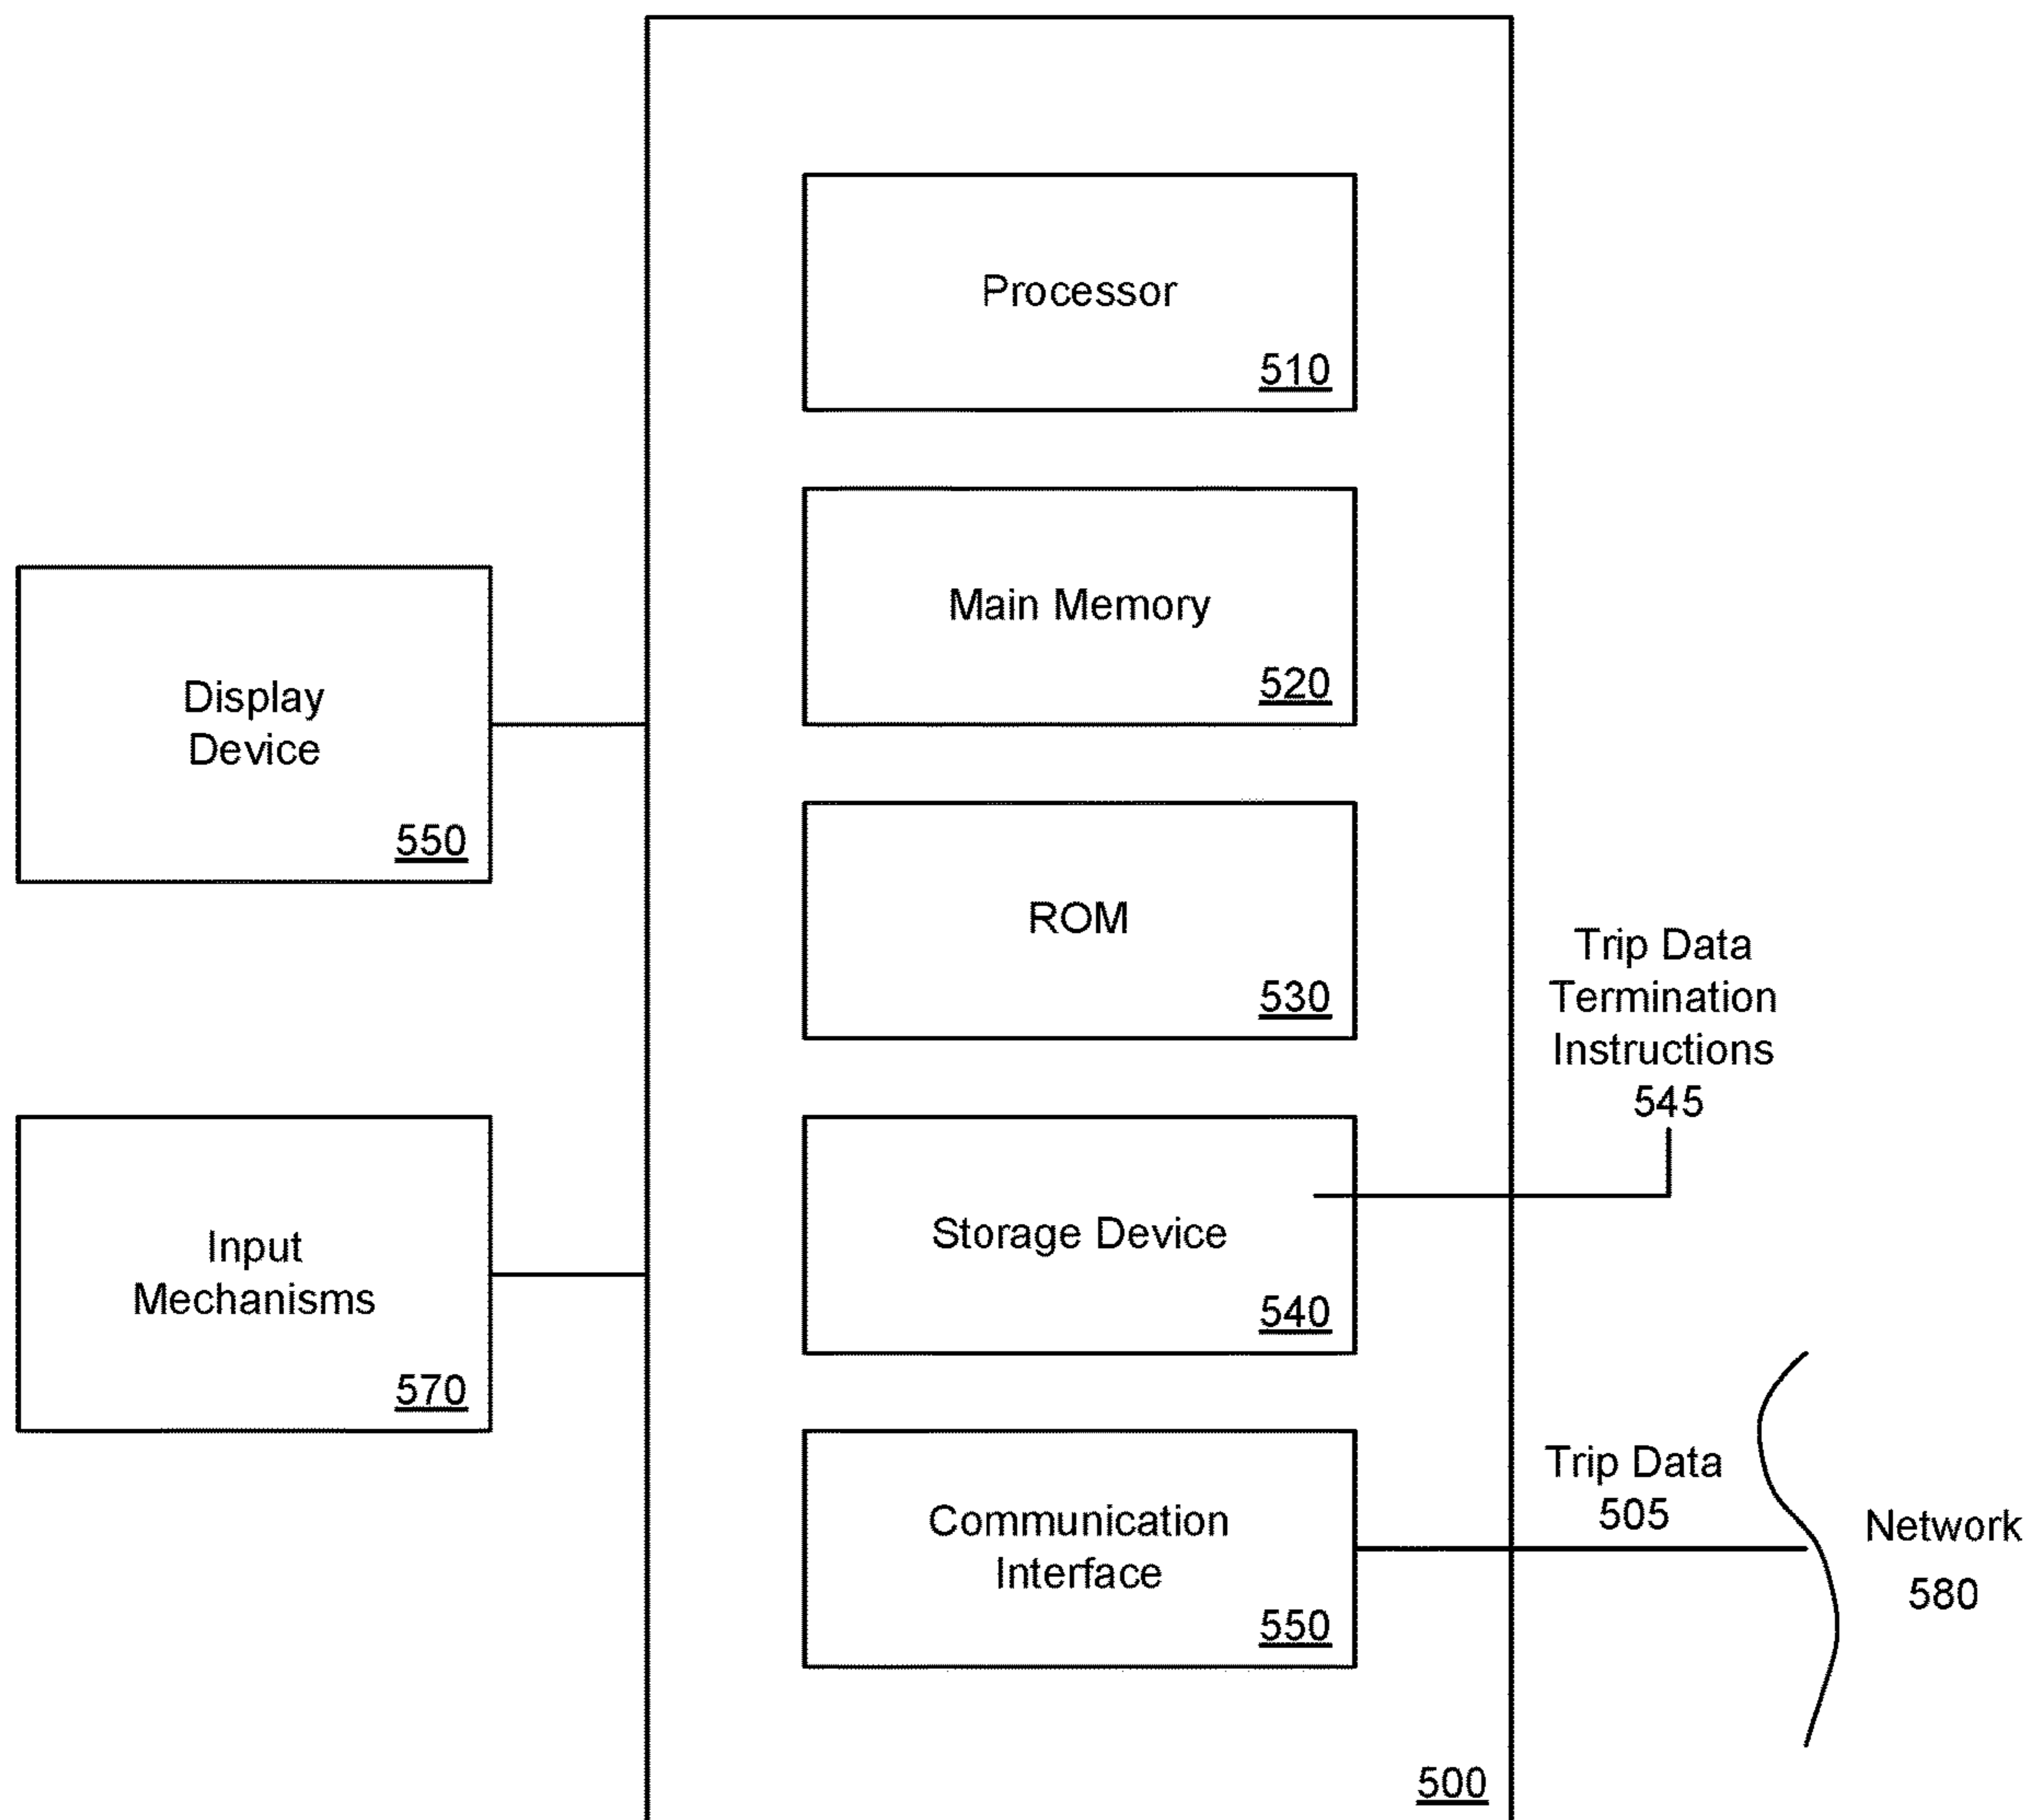 Processor
510
Main Memory
520
Display
Device
550
ROM
530
Trip Data
Termination
Instructions
545
Input
Mechanisms
570
Storage Device
540
Communication
Interface
550
Trip Data
505
Network
580
500